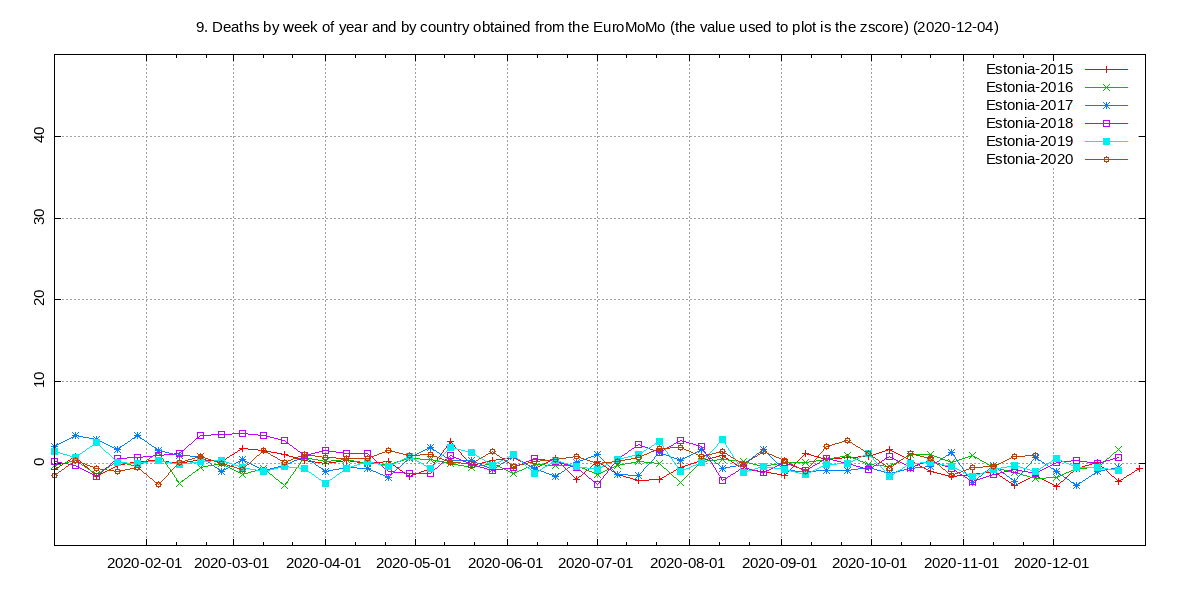 9. Deaths by week of year and by country obtained from the EuroMoMo (the value used to plot is the zscore) (2020-12-04)
Estonia-2015
Estonia-2016
Estonia-2017
Estonia-2018
Estonia-2019
Estonia-2020
40
30
20
10
0
2020-02-01 2020-03-01 2020-04-01 2020-05-01 2020-06-01 2020-07-01 2020-08-01 2020-09-01 2020-10-01 2020-11-01 2020-12-01